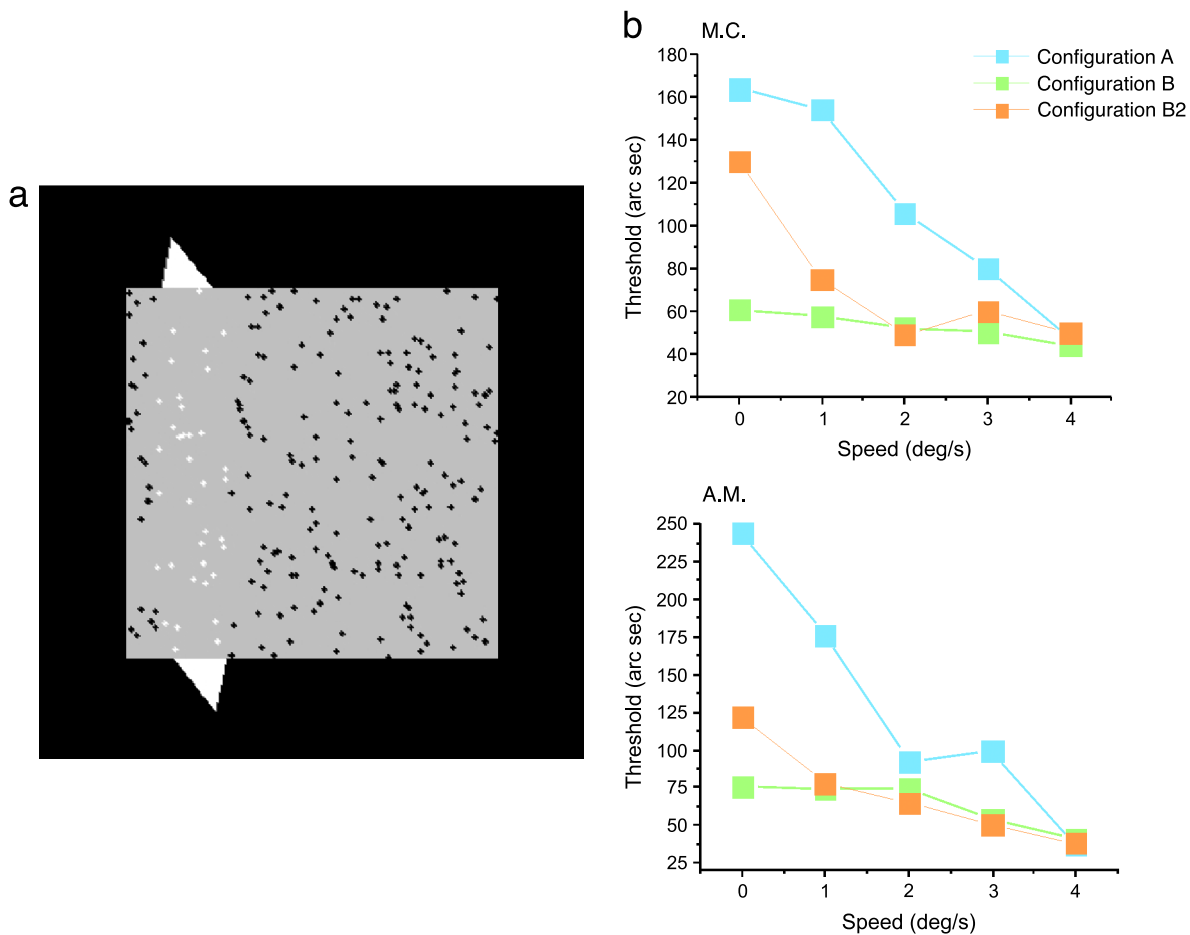 a
b
M.C.
Configuration A
Configuration B
Configuration B2
Threshold (arc sec)
180
160
140
120
100
80
60
40
20
0 1 2 3 4
Speed (deg/s)
A.M.
Threshold (arc sec)
250
225
200
175
150
125
100
75
50
25
0 1 2 3 4
Speed (deg/s)